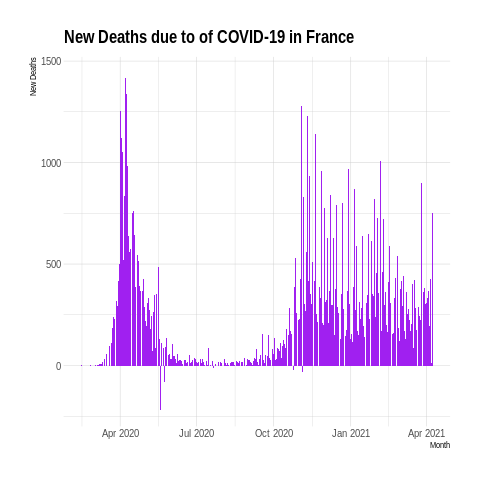 New Deaths due to of COVID-19 in France
New Deaths
1500
1000
500
0
Apr 2020
Jul 2020
Oct 2020
Jan 2021
Apr 2021
Month